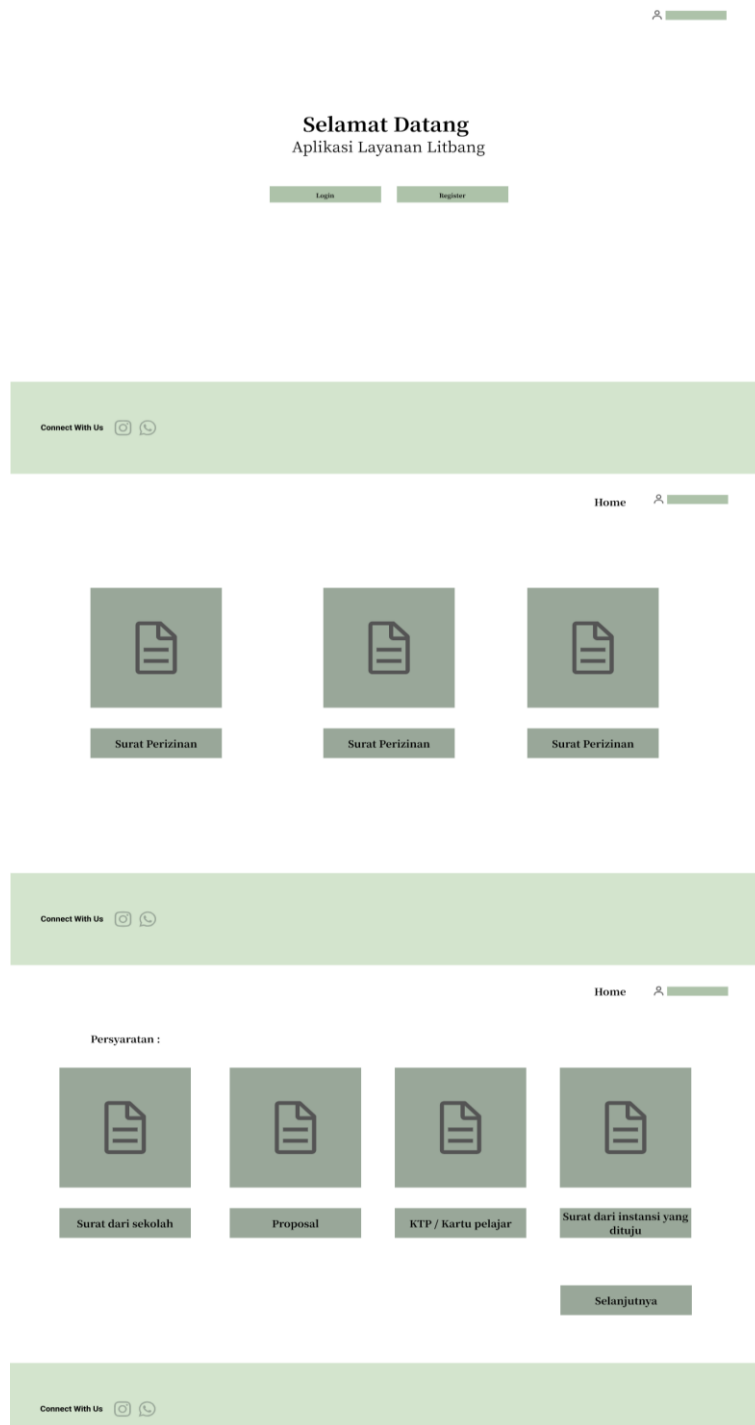 Selamat Datang
Aplikasi Layanan Litbang
Login
Register
Connect With Us
Home
Surat Perizinan
Surat Perizinan
Surat Perizinan
Connect With Us
Home
Persyaratan :
Surat dari sekolah
Proposal
KTP / Kartu pelajar
Surat dari instansi yang
dituju
Selanjutnya
Connect With Us